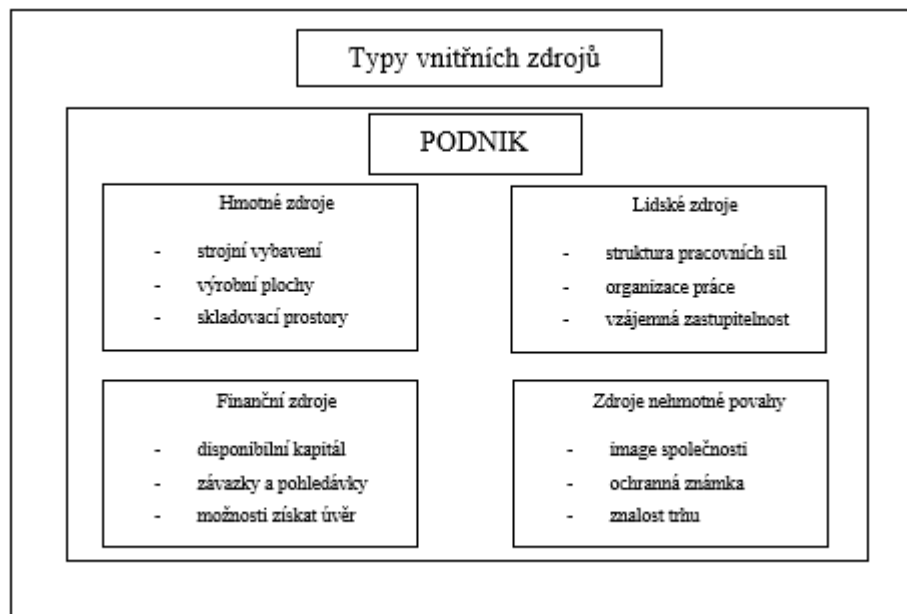 Typy vnitřních zdrojů
PODNIK
Hmotné zdroje
- strojní vybavení
- výrobní plochy
- skladovací prostory
Lidské zdroje
- struktura pracovních sil
- organizace práce
- vzájemná zastupitelnost
Finanční zdroje
- disponibilní kapitál
- závazky a pohledávky
- možnosti získat úvěr
Zdroje nehmotné povahy
- image společnosti
- ochranná známka
- znalost trhu